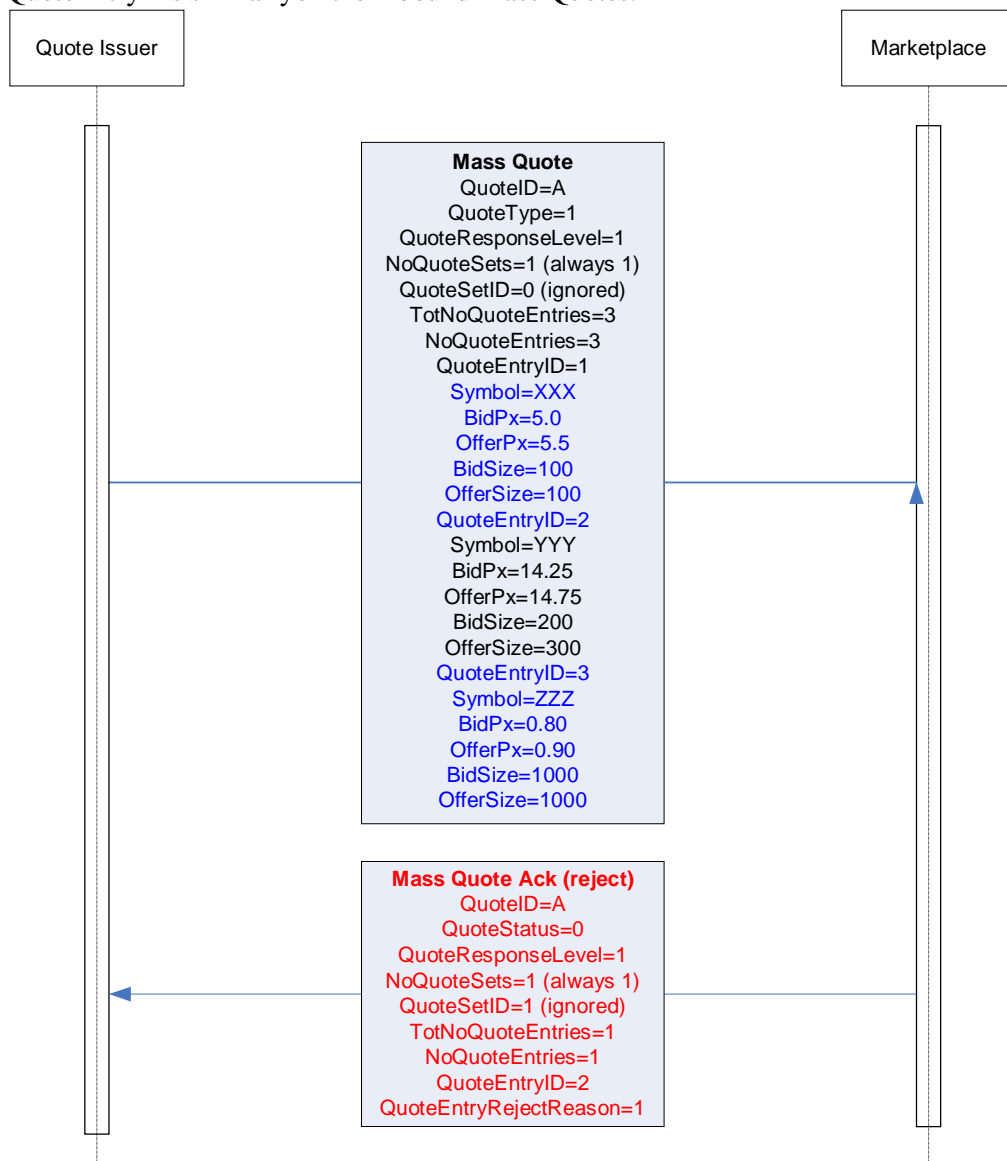 Quote Issuer
Marketplace
Mass Quote
QuoteID=A
QuoteType=1
QuoteResponseLevel=1
NoQuoteSets=1 (always 1)
QuoteSetID=0 (ignored)
TotNoQuoteEntries=3
NoQuoteEntries=3
QuoteEntryID=1
Symbol=XXX
BidPx=5.0
OfferPx=5.5
BidSize=100
OfferSize=100
QuoteEntryID=2
Symbol=YYY
BidPx=14.25
OfferPx=14.75
BidSize=200
OfferSize=300
QuoteEntryID=3
Symbol=ZZZ
BidPx=0.80
OfferPx=0.90
BidSize=1000
OfferSize=1000
Mass Quote Ack (reject)
QuoteID=A
QuoteStatus=0
QuoteResponseLevel=1
NoQuoteSets=1 (always 1)
QuoteSetID=1 (ignored)
TotNoQuoteEntries=1
NoQuoteEntries=1
QuoteEntryID=2
QuoteEntryRejectReason=1